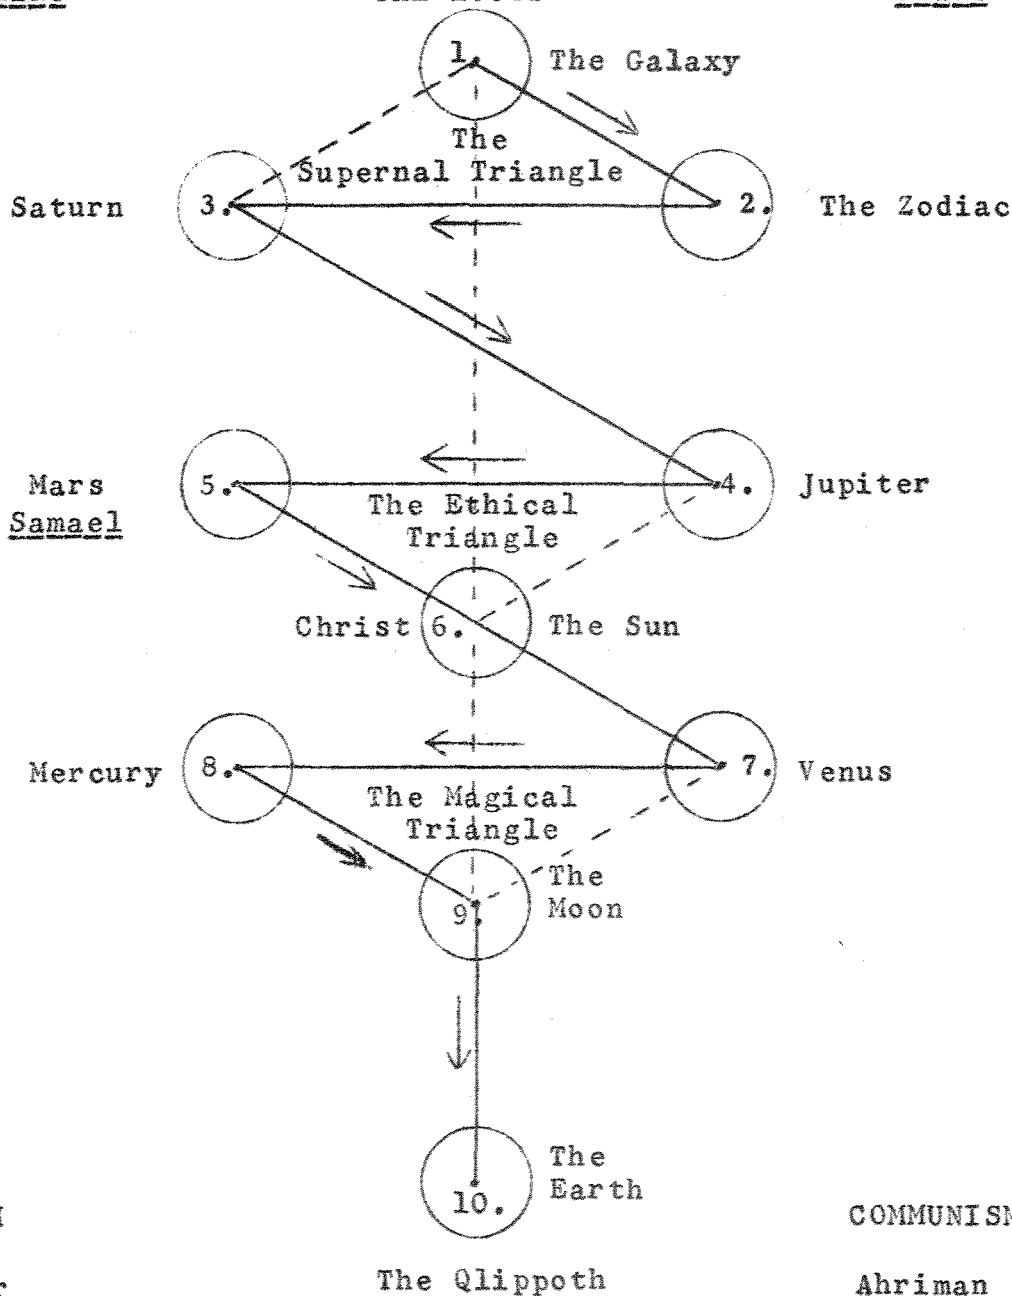 1. The Galaxy
The
Supernal Triangle
Saturn 3. 2. The Zodiac
Mars 5. 4. Jupiter
Samael
The Ethical
Triangle
Christ 6. The Sun
Mercury 8. 7. Venus
The Magical
Triangle
The
9. Moon
The
Earth
10.
COMMUNISM
The Qlippoth Ahriman